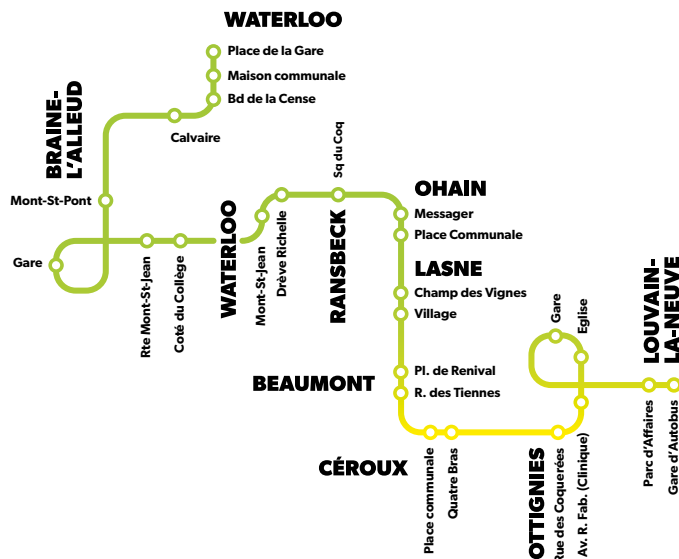 WATERLOO
Place de la Gare
Maison communale
Bd de la Cense
Calvaire
BRAINE-
L'ALLEUD
Mont-St-Pont
Gare
Rte Mont-St-Jean
Coté du Collège
WATERLOO
Mont-St-Jean
Drève Richelle
RANSBECK
Sq du Coq
OHAIN
Messager
Place Communale
LASNE
Champ des Vignes
Village
BEAUMONT
Pl. de Renival
R. des Tiennes
CÉROUX
Place communale
Quatre Bras
OTTIGNIES
Rue des Coquerées
Av. R. Fab. (Clinique)
Gare
Eglise
LOUVAIN-
LA-NEUVE
Parc d'Affaires
Gare d'Autobus